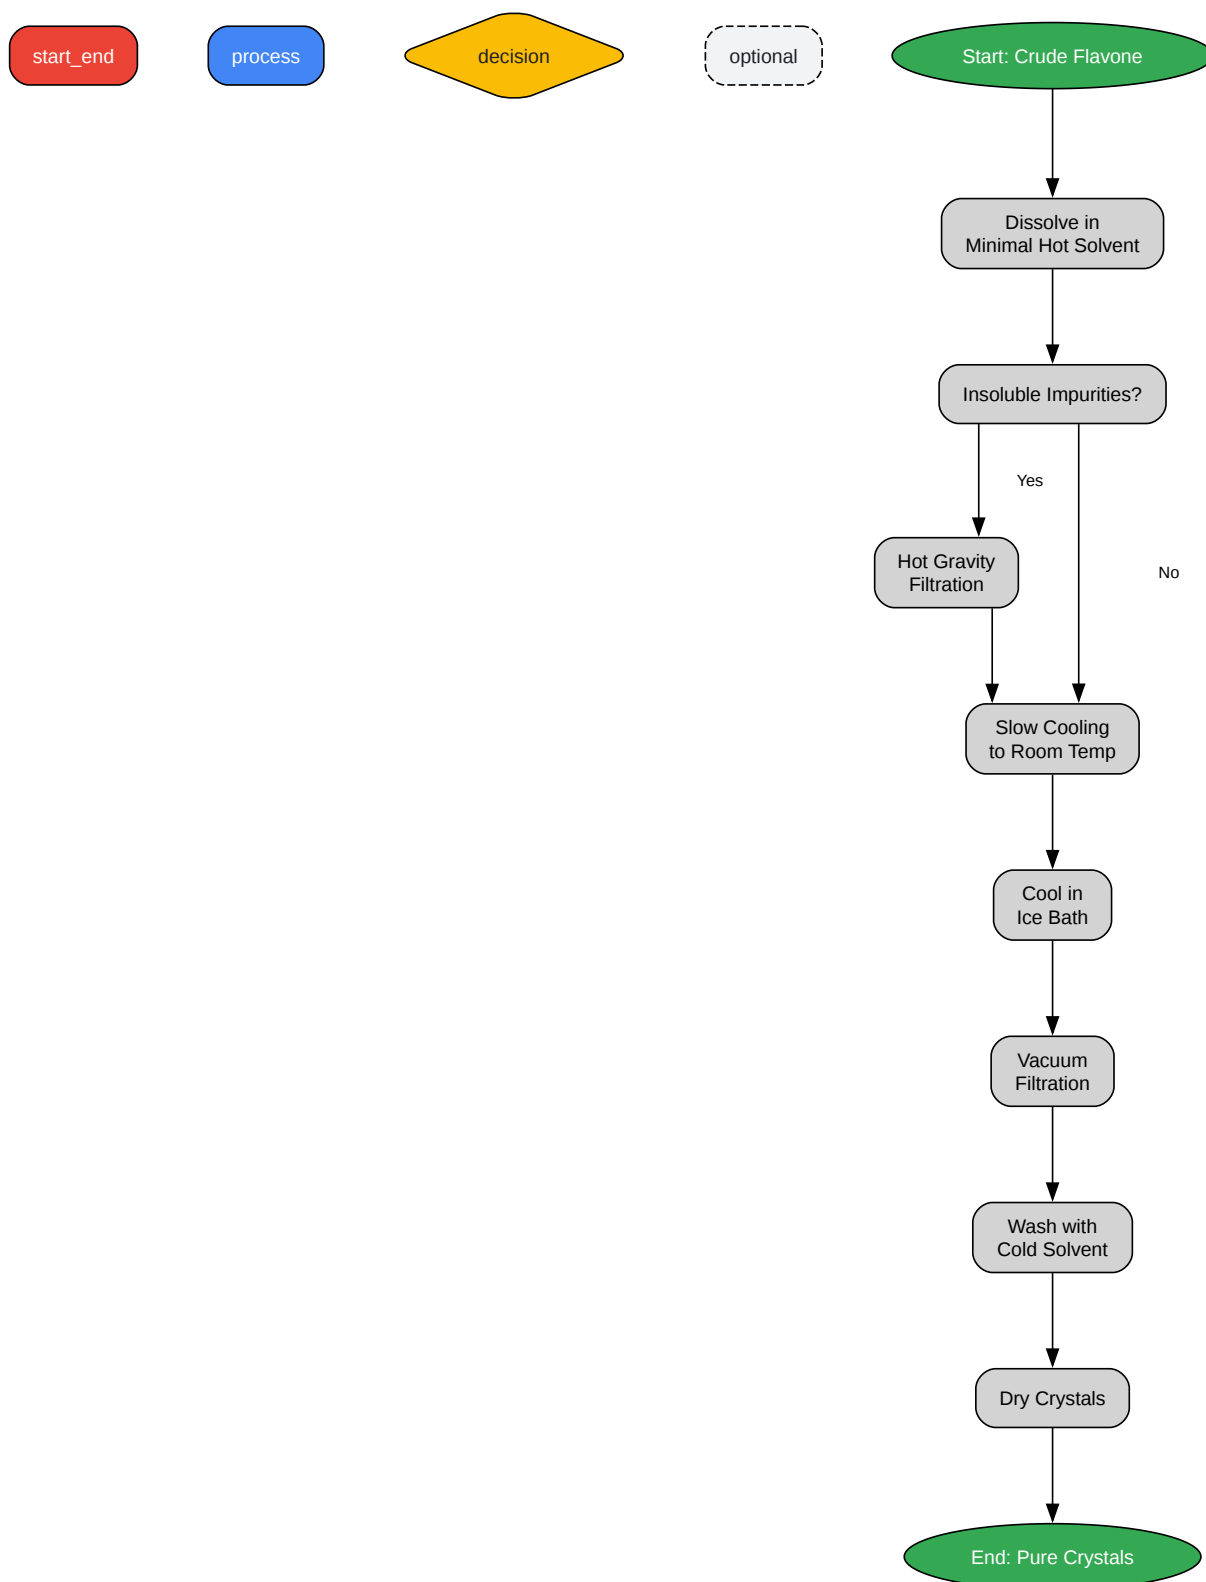 start_end
process
decision
optional
Start: Crude Flavone
Dissolve in
Minimal Hot Solvent
Insoluble Impurities?
Yes
Hot Gravity
Filtration
No
Slow Cooling
to Room Temp
Cool in
Ice Bath
Vacuum
Filtration
Wash with
Cold Solvent
Dry Crystals
End: Pure Crystals